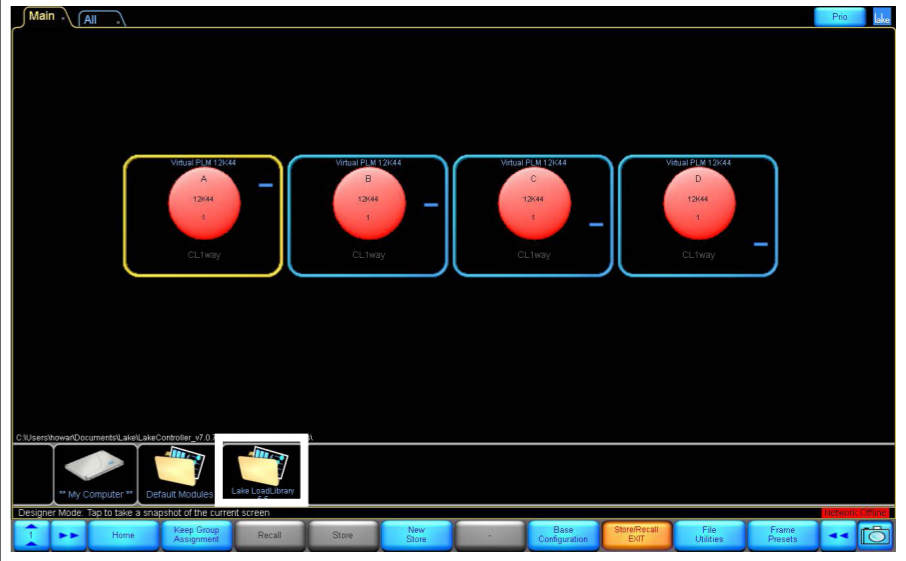 Main
All
Prio
lake
Virtual PLM 12K44
A
12K44
1
CL1way
Virtual PLM 12K44
B
12K44
1
CL1way
Virtual PLM 12K44
C
12K44
1
CL1way
Virtual PLM 12K44
D
12K44
1
CL1way
C:\Users\howar\Documents\Lake\LakeController_v7.0.
** My Computer **
Default Modules
Lake LoadLibrary
Designer Mode: Tap to take a snapshot of the current screen
Network Offline
1
Home
Keep Group
Assignment
Recall
Store
New
Store
-
Base
Configuration
Store/Recall
EXIT
File
Utilities
Frame
Presets